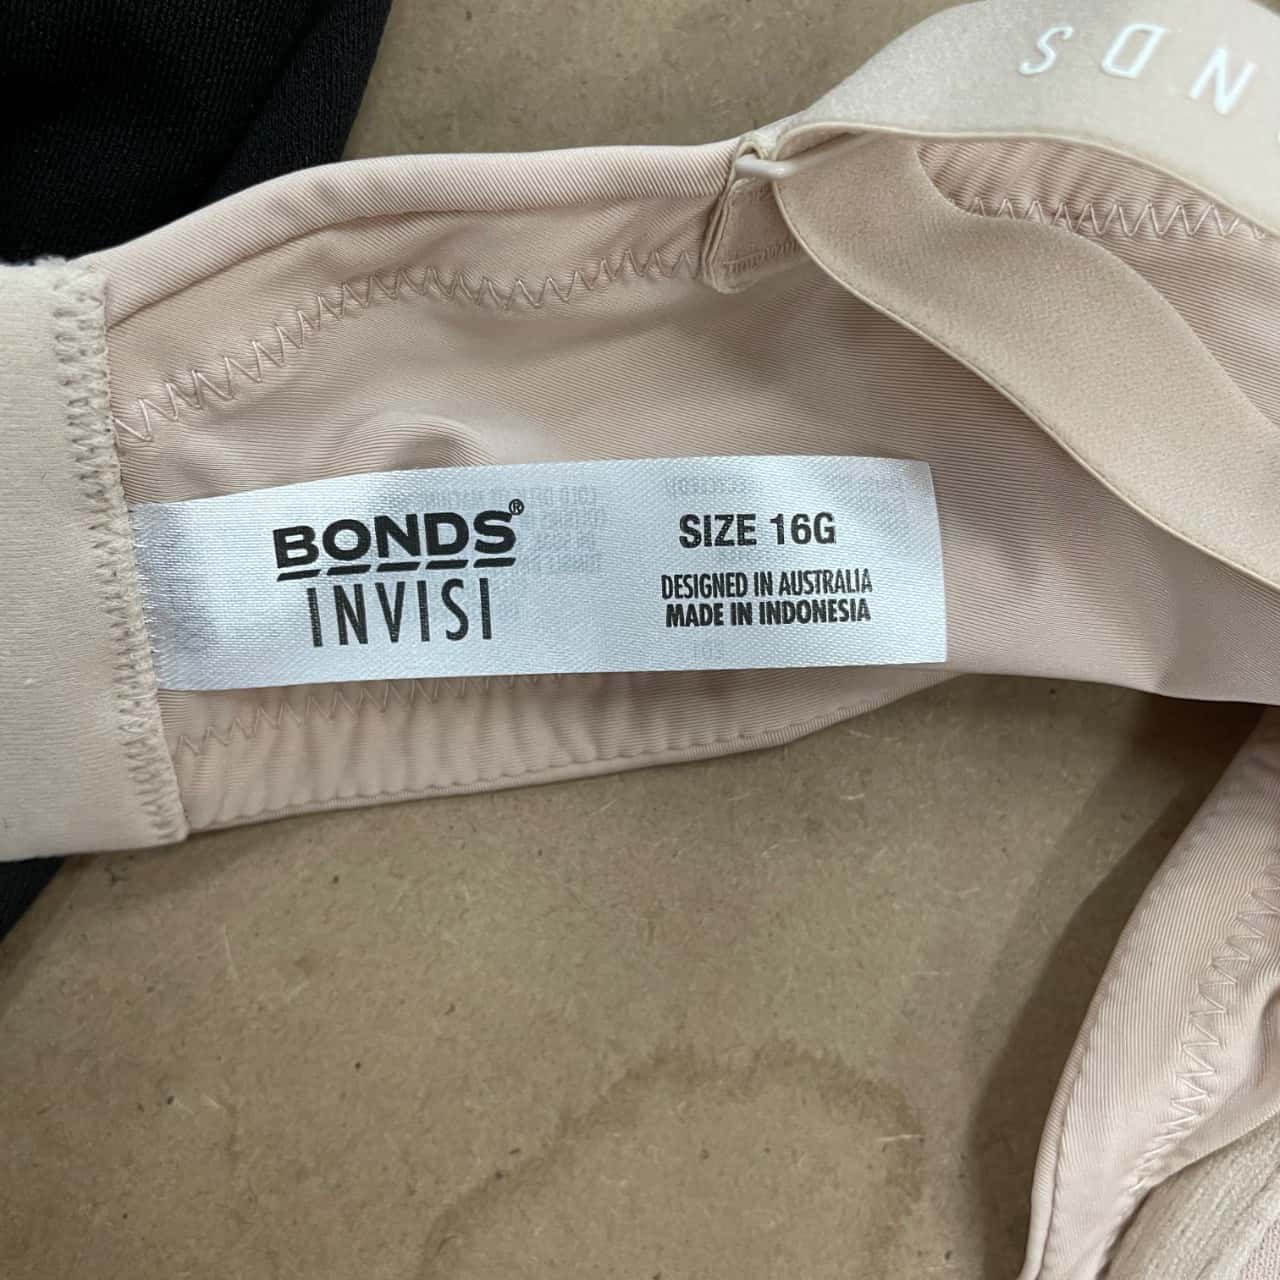 NDS
BONDS®
INVISI
SIZE 16G
DESIGNED IN AUSTRALIA
MADE IN INDONESIA